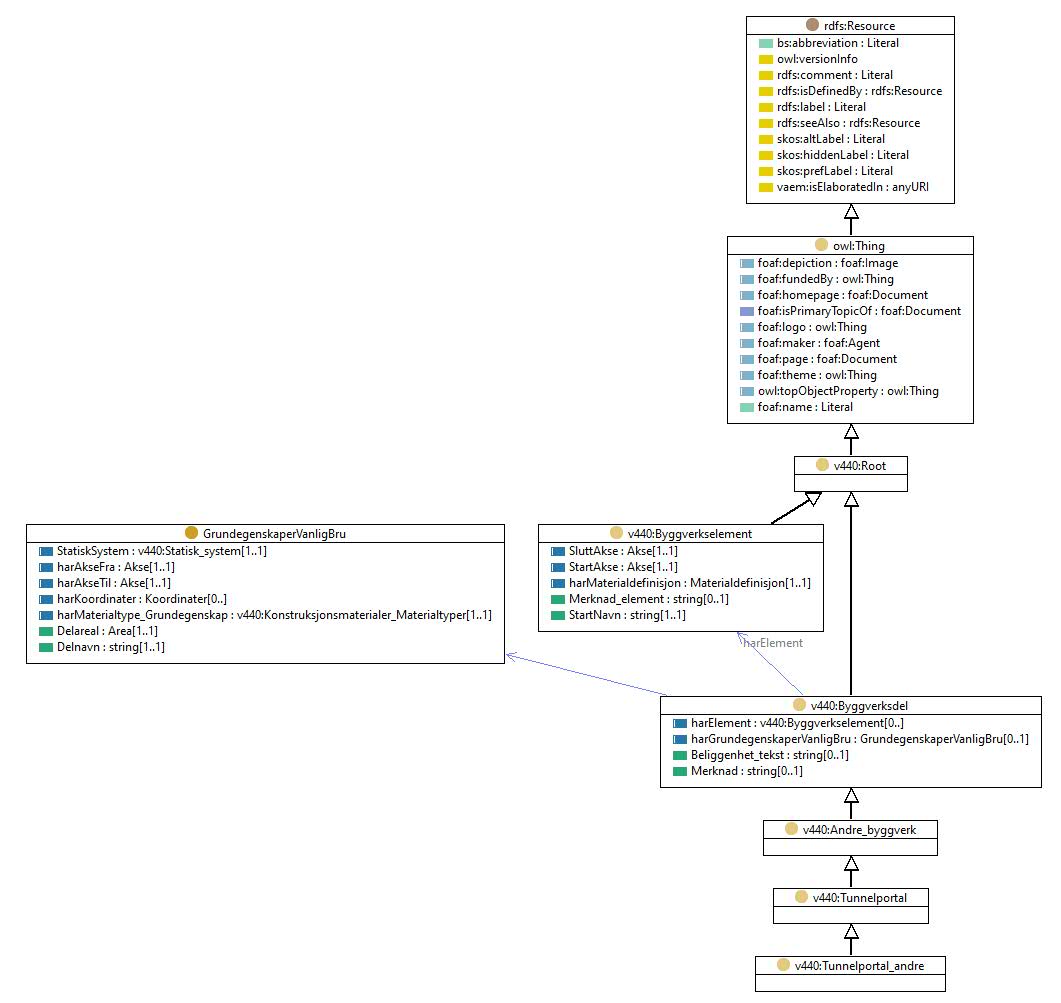 rdfs:Resource
bs:abbreviation : Literal
owl:versionInfo
rdfs:comment : Literal
rdfs:isDefinedBy : rdfs:Resource
rdfs:label : Literal
rdfs:seeAlso : rdfs:Resource
skos:altLabel : Literal
skos:hiddenLabel : Literal
skos:prefLabel : Literal
vaem:isElaboratedIn : anyURI
owl:Thing
foaf:depiction : foaf:Image
foaf:fundedBy : owl:Thing
foaf:homepage : foaf:Document
foaf:isPrimaryTopicOf : foaf:Document
foaf:logo : owl:Thing
foaf:maker : foaf:Agent
foaf:page : foaf:Document
foaf:theme : owl:Thing
owl:topObjectProperty : owl:Thing
foaf:name : Literal
v440:Root
GrundegenskaperVanligBru
StatiskSystem : v440:Statisk_system[1..1]
harAkseFra : Akse[1..1]
harAkseTil : Akse[1..1]
harKoordinater : Koordinater[0..]
harMaterialtype_Grundegenskap : v440:Konstruksjonsmaterialer_Materialtyper[1..1]
Delareal : Area[1..1]
Delnavn : string[1..1]
v440:Byggverkselement
SluttAkse : Akse[1..1]
StartAkse : Akse[1..1]
harMaterialdefinisjon : Materialdefinisjon[1..1]
Merknad_element : string[0..1]
StartNavn : string[1..1]
harElement
v440:Byggverksdel
harElement : v440:Byggverkselement[0..]
harGrundegenskaperVanligBru : GrundegenskaperVanligBru[0..1]
Beliggenhet_tekst : string[0..1]
Merknad : string[0..1]
v440:Andre_byggverk
v440:Tunnelportal
v440:Tunnelportal_andre